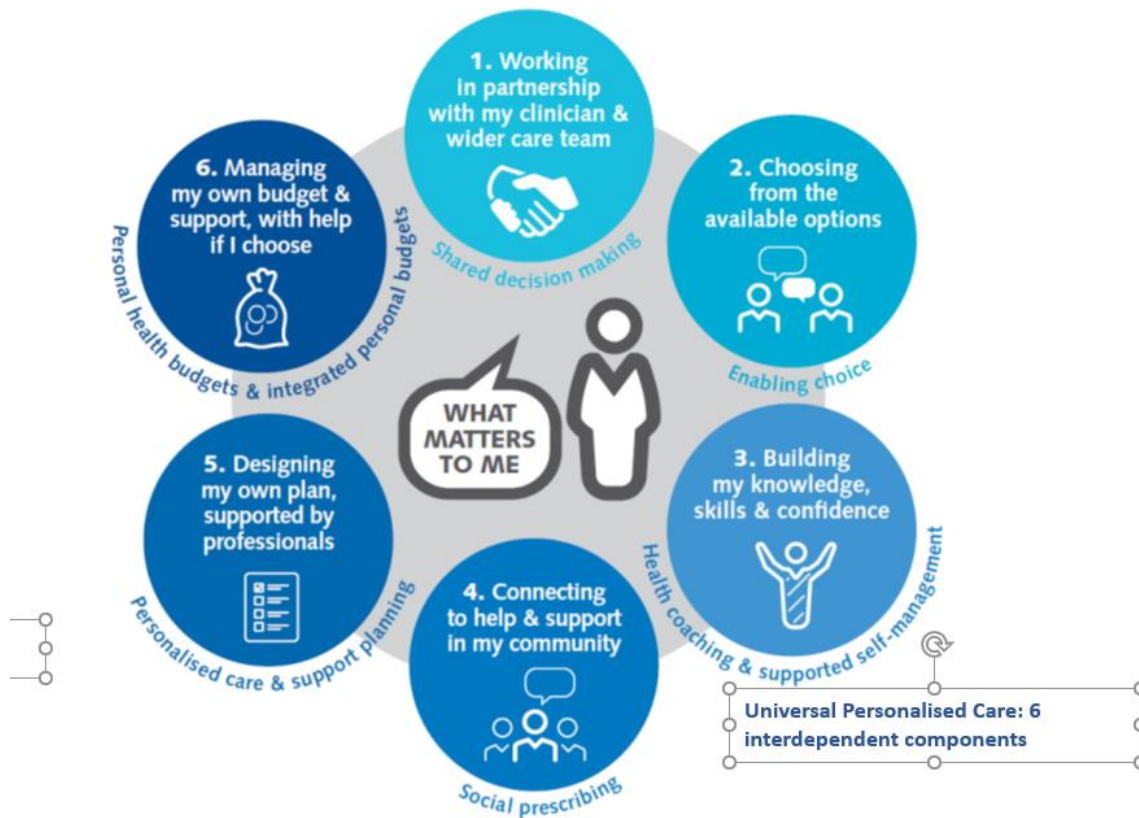 1. Working
in partnership
with my clinician &
wider care team
Shared decision making
2. Choosing
from the
available options
Enabling choice
3. Building
my knowledge,
skills & confidence
Health coaching & supported self-management
4. Connecting
to help & support
in my community
Social prescribing
5. Designing
my own plan,
supported by
professionals
Personalised care & support planning
6. Managing
my own budget &
support, with help
if I choose
Personal health budgets & integrated personal budgets
WHAT
MATTERS
TO ME
Universal Personalised Care: 6
interdependent components